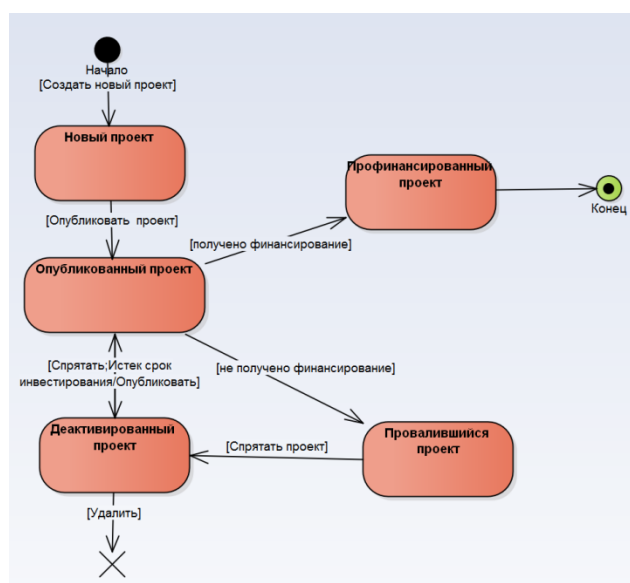 Начало
[Создать новый проект]
Новый проект
Профинансированный
проект
Конец
[Опубликовать  проект]
[получено финансирование]
Опубликованный проект
[Спрятать;Истек срок
инвестирования/Опубликовать]
[не получено финансирование]
Деактивированный
проект
[Спрятать проект]
Провалившийся
проект
[Удалить]